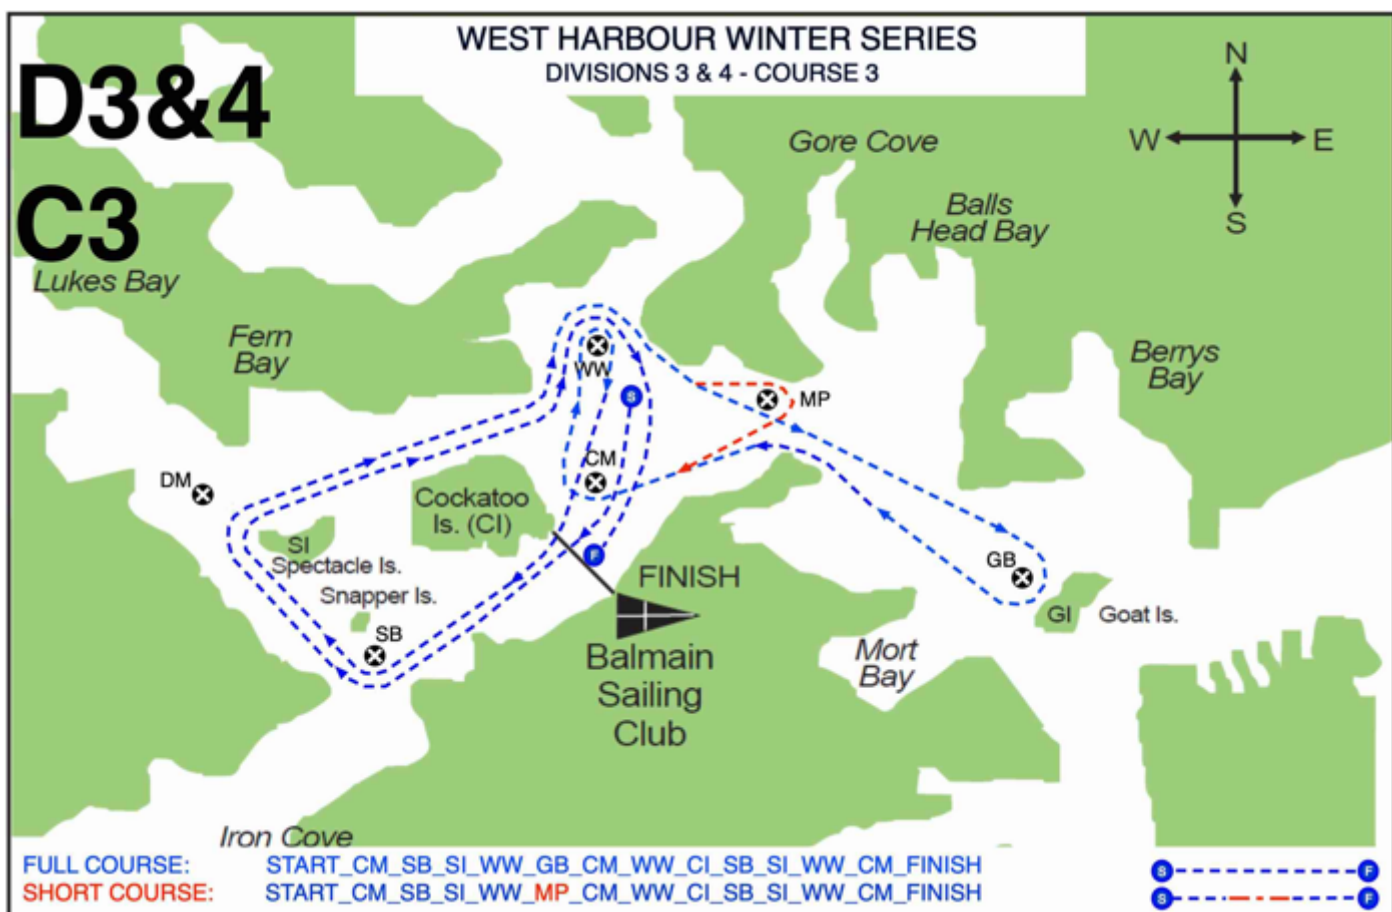 WEST HARBOUR WINTER SERIES
DIVISIONS 3 & 4 - COURSE 3
D3&4
C3
N
W
E
S
Gore Cove
Balls
Head Bay
Lukes Bay
Fern
Bay
Berrys
Bay
WW
S
MP
CM
DM
Cockatoo
Is. (CI)
SI
Spectacle Is.
F
GB
FINISH
Snapper Is.
GI
Goat Is.
SB
Mort
Bay
Balmain
Sailing
Club
Iron Cove
FULL COURSE: START_CM_SB_SI_WW_GB_CM_WW_CI_SB_SI_WW_CM_FINISH
S F
SHORT COURSE: START_CM_SB_SI_WW_MP_CM_WW_CI_SB_SI_WW_CM_FINISH
S F